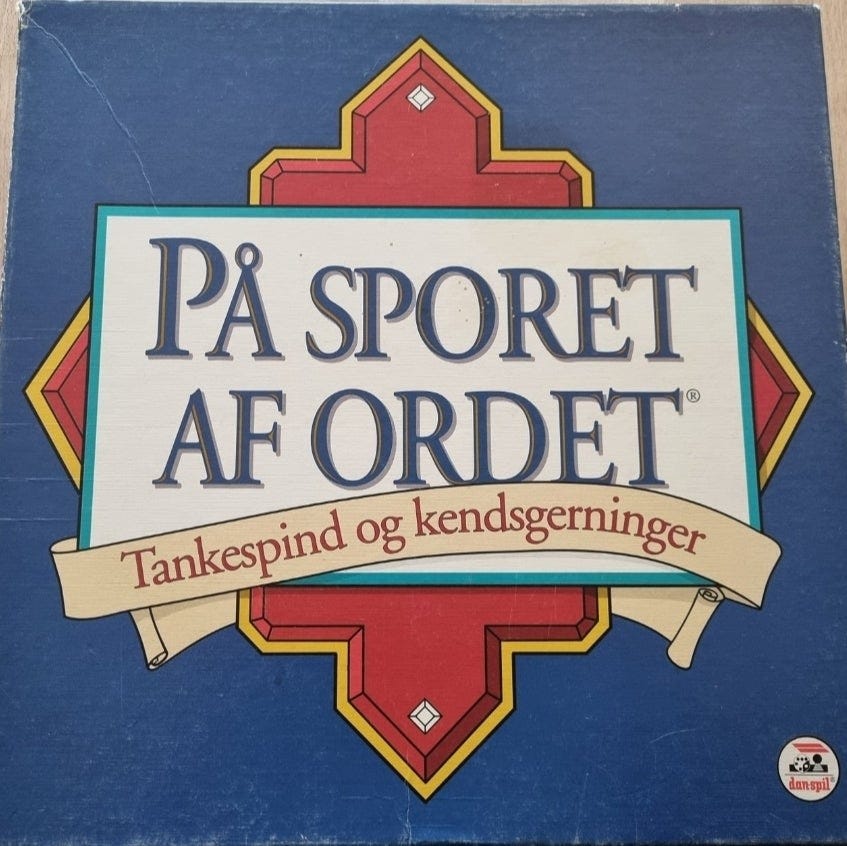 PÅ SPORET
AF ORDET®
Tankespind og kendsgerninger
dan-spil®